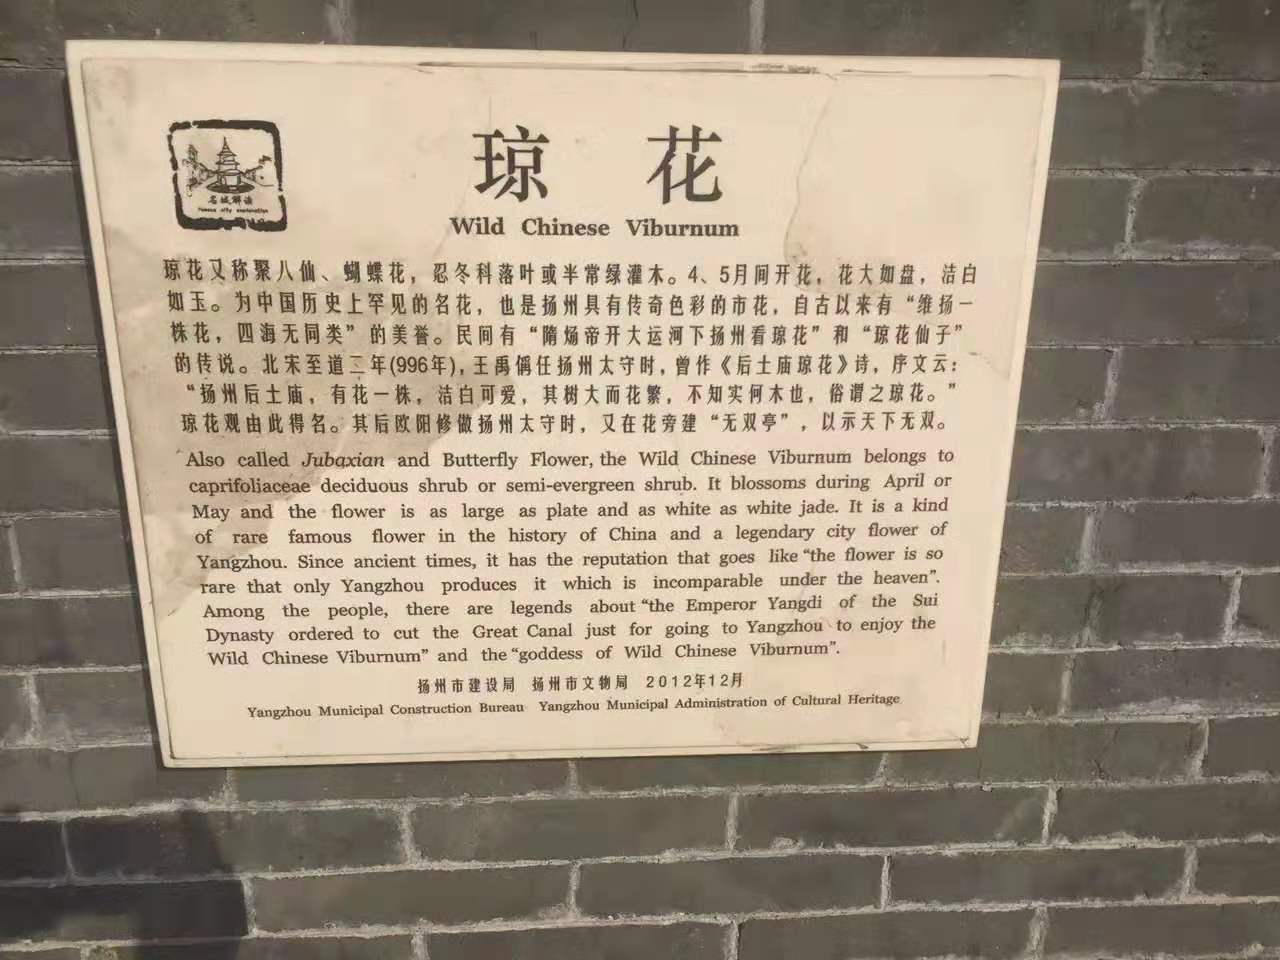 琼花
Wild Chinese Viburnum
名城解读
famous city explanation
琼花又称聚八仙、蝴蝶花，忍冬科落叶或半常绿灌木。4、5月间开花，花大如盘，洁白
如玉。为中国历史上罕见的名花，也是扬州具有传奇色彩的市花，自古以来有“维扬一
株花，四海无同类”的美誉。民间有“隋炀帝开大运河下扬州看琼花”和“琼花仙子”
的传说。北宋至道二年(996年)，王禹偁任扬州太守时，曾作《后土庙琼花》诗，序文云：
“扬州后土庙，有花一株，洁白可爱，其树大而花繁，不知实何木也，俗谓之琼花。”
琼花观由此得名。其后欧阳修做扬州太守时，又在花旁建“无双亭”，以示天下无双。
Also called Jubaxian and Butterfly Flower, the Wild Chinese Viburnum belongs to
caprifoliaceae deciduous shrub or semi-evergreen shrub. It blossoms during April or
May and the flower is as large as plate and as white as white jade. It is a kind
of rare famous flower in the history of China and a legendary city flower of
Yangzhou. Since ancient times, it has the reputation that goes like “the flower is so
rare that only Yangzhou produces it which is incomparable under the heaven”.
Among the people, there are legends about “the Emperor Yangdi of the Sui
Dynasty ordered to cut the Great Canal just for going to Yangzhou to enjoy the
Wild Chinese Viburnum” and the “goddess of Wild Chinese Viburnum”.
扬州市建设局 扬州市文物局 2012年12月
Yangzhou Municipal Construction Bureau Yangzhou Municipal Administration of Cultural Heritage